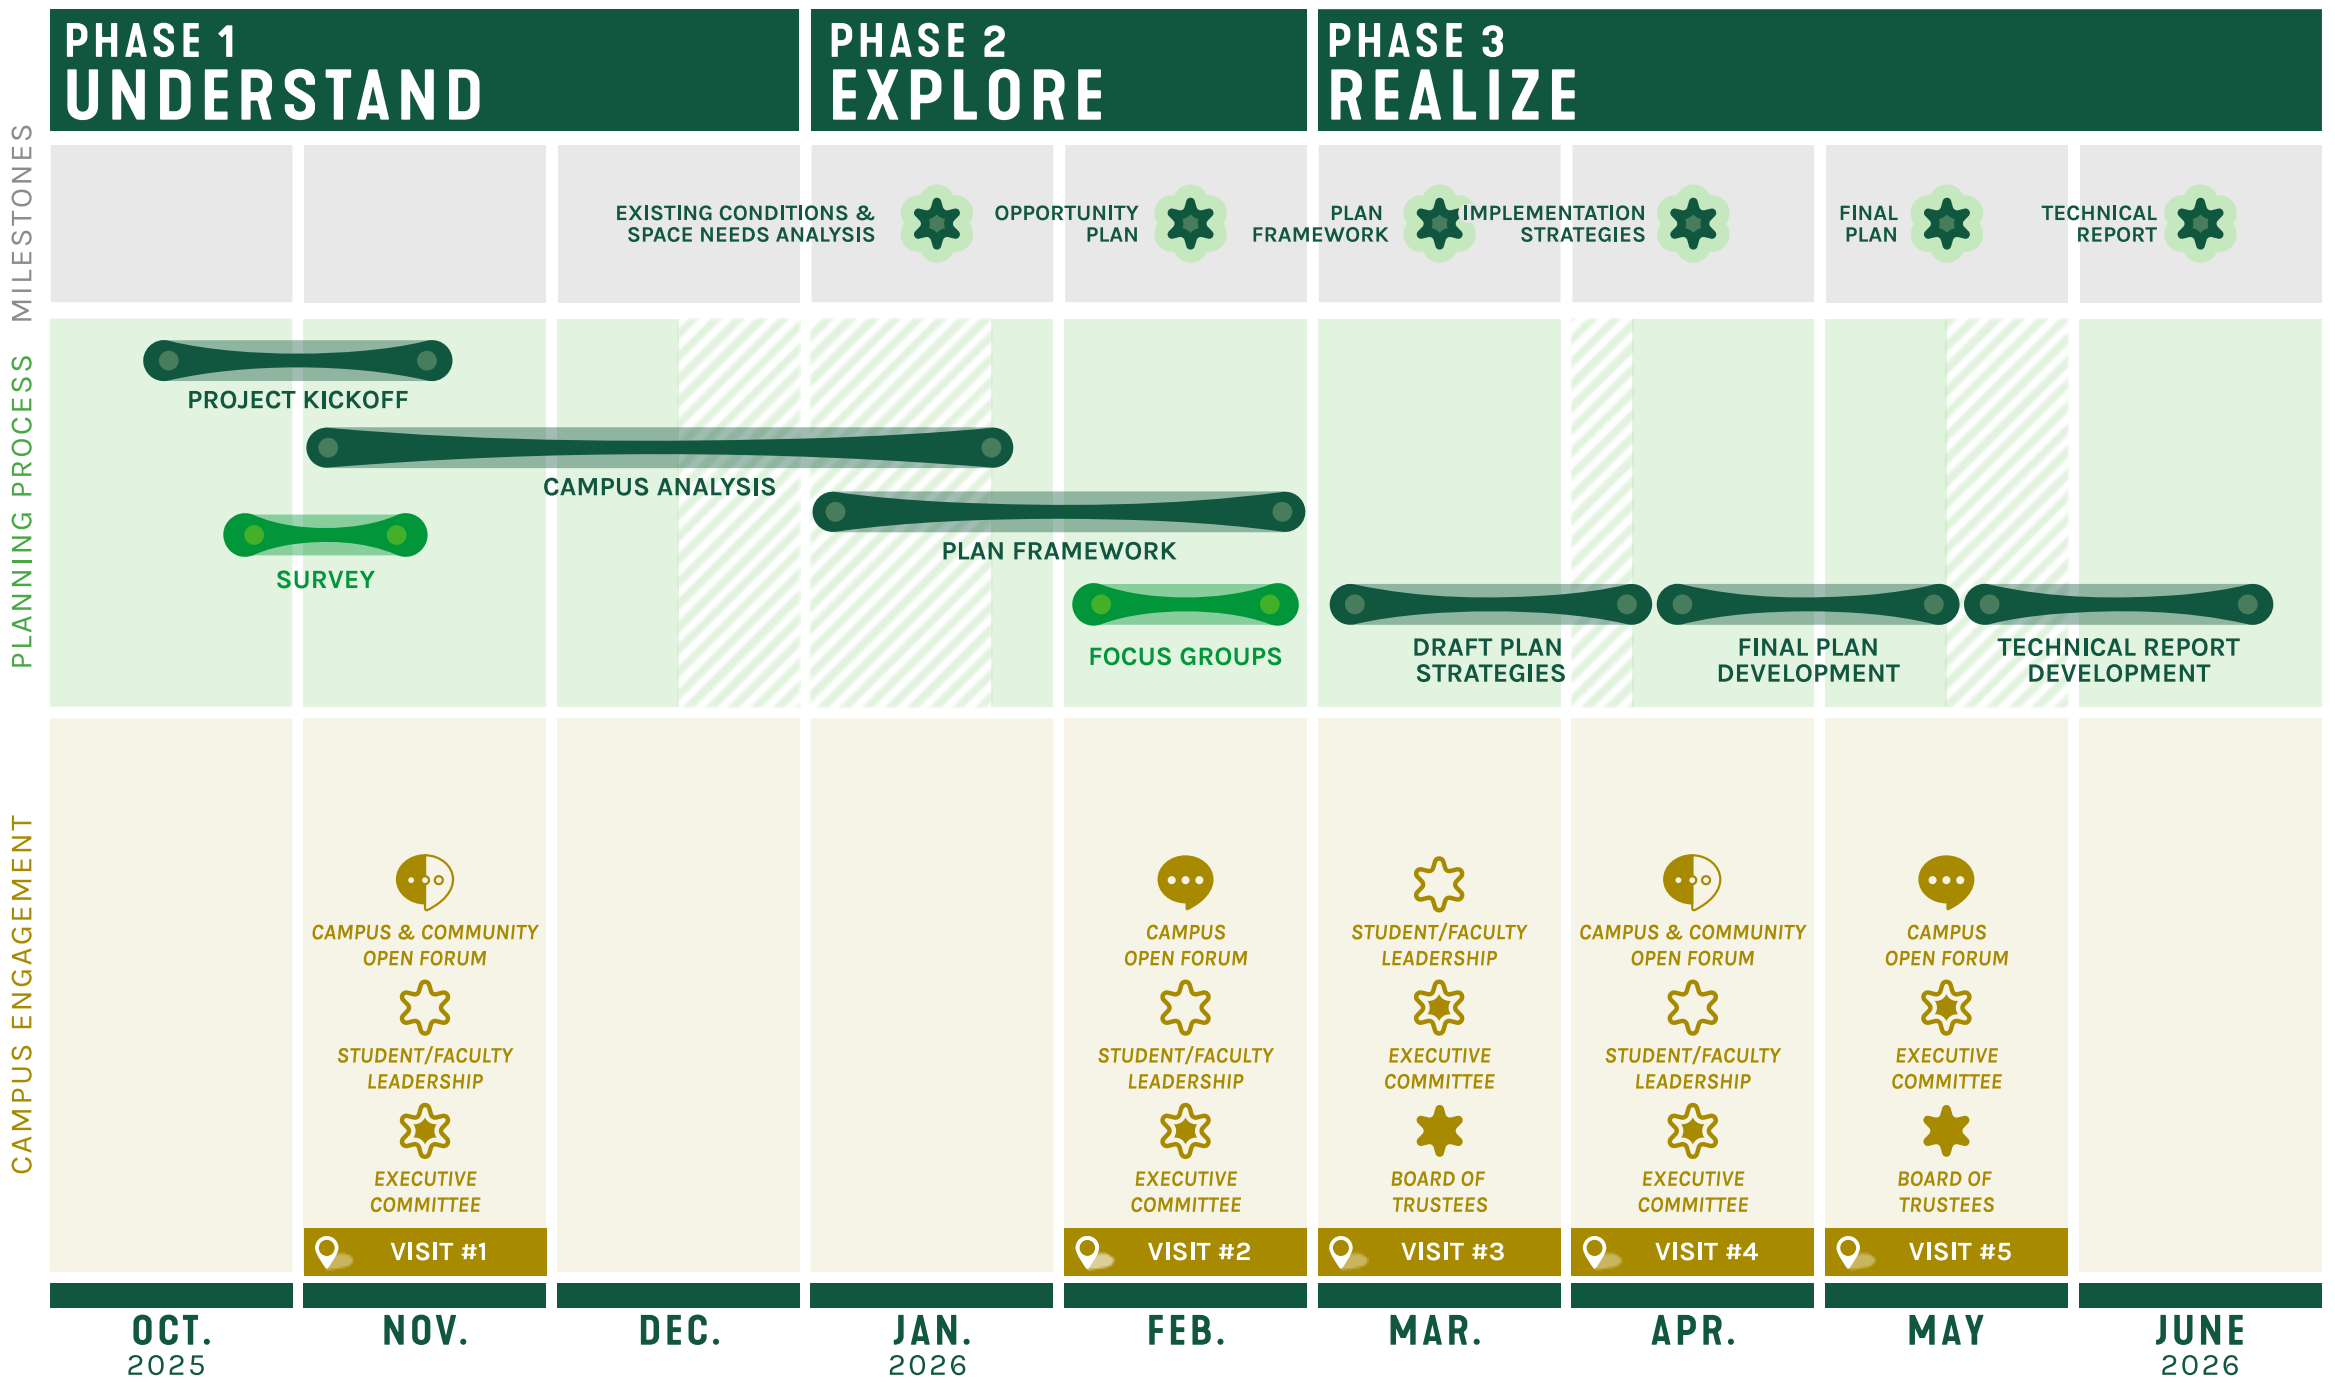 PHASE 1
UNDERSTAND
PHASE 2
EXPLORE
PHASE 3
REALIZE
MILESTONES
EXISTING CONDITIONS &
SPACE NEEDS ANALYSIS
OPPORTUNITY
PLAN
PLAN
FRAMEWORK
IMPLEMENTATION
STRATEGIES
FINAL
PLAN
TECHNICAL
REPORT
PLANNING PROCESS
PROJECT KICKOFF
CAMPUS ANALYSIS
SURVEY
PLAN FRAMEWORK
FOCUS GROUPS
DRAFT PLAN
STRATEGIES
FINAL PLAN
DEVELOPMENT
TECHNICAL REPORT
DEVELOPMENT
CAMPUS ENGAGEMENT
CAMPUS & COMMUNITY
OPEN FORUM
STUDENT/FACULTY
LEADERSHIP
EXECUTIVE
COMMITTEE
VISIT #1
CAMPUS
OPEN FORUM
STUDENT/FACULTY
LEADERSHIP
EXECUTIVE
COMMITTEE
VISIT #2
STUDENT/FACULTY
LEADERSHIP
EXECUTIVE
COMMITTEE
BOARD OF
TRUSTEES
VISIT #3
CAMPUS & COMMUNITY
OPEN FORUM
STUDENT/FACULTY
LEADERSHIP
EXECUTIVE
COMMITTEE
VISIT #4
CAMPUS
OPEN FORUM
EXECUTIVE
COMMITTEE
BOARD OF
TRUSTEES
VISIT #5
OCT.
2025
NOV.
DEC.
JAN.
2026
FEB.
MAR.
APR.
MAY
JUNE
2026